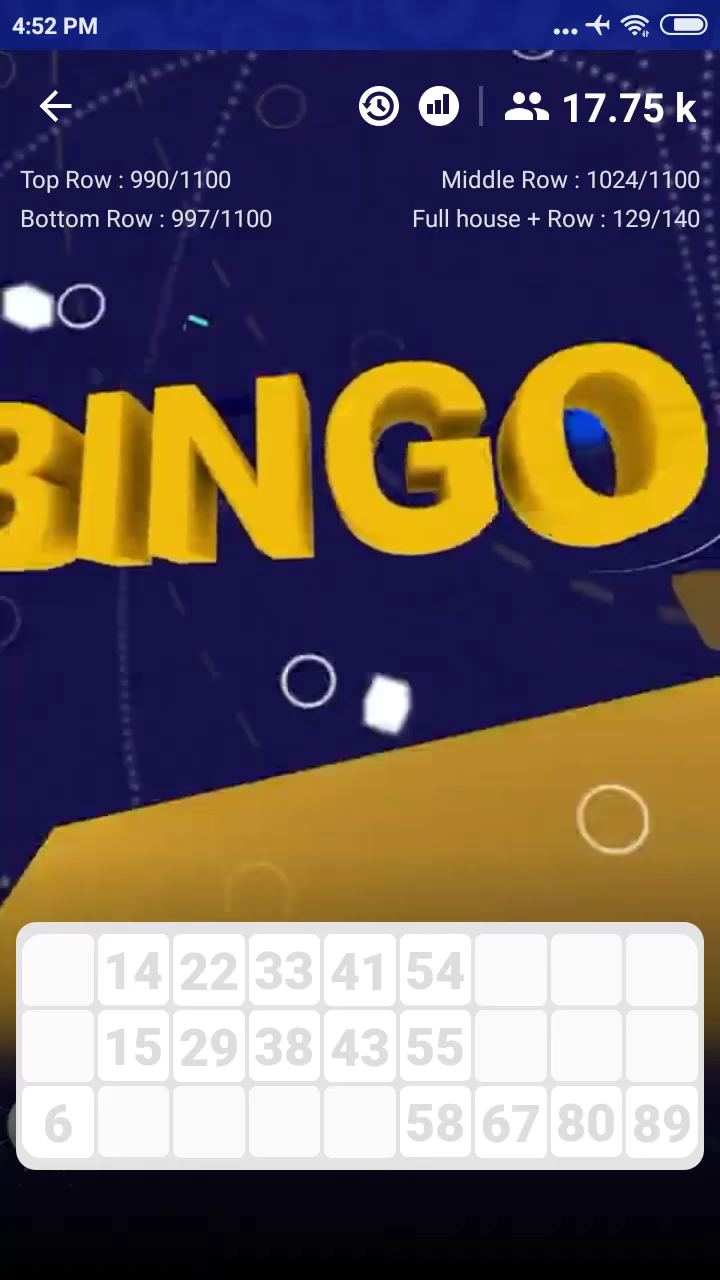 4:52 PM
17.75 k
Top Row : 990/1100
Middle Row : 1024/1100
Bottom Row : 997/1100
Full house + Row : 129/140
BINGO
14 22 33 41 54
15 29 38 43 55
6 58 67 80 89